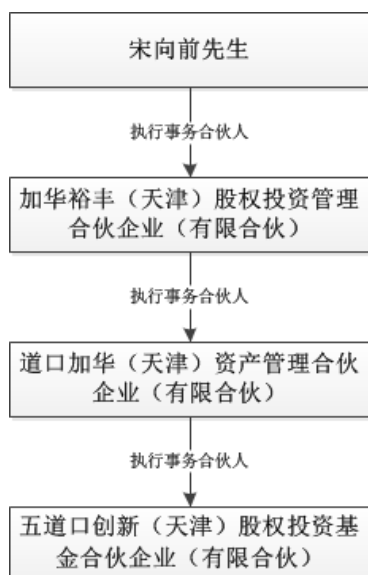 宋向前先生
执行事务合伙人
加华裕丰（天津）股权投资管理
合伙企业（有限合伙）
执行事务合伙人
道口加华（天津）资产管理合伙
企业（有限合伙）
执行事务合伙人
五道口创新（天津）股权投资基
金合伙企业（有限合伙）